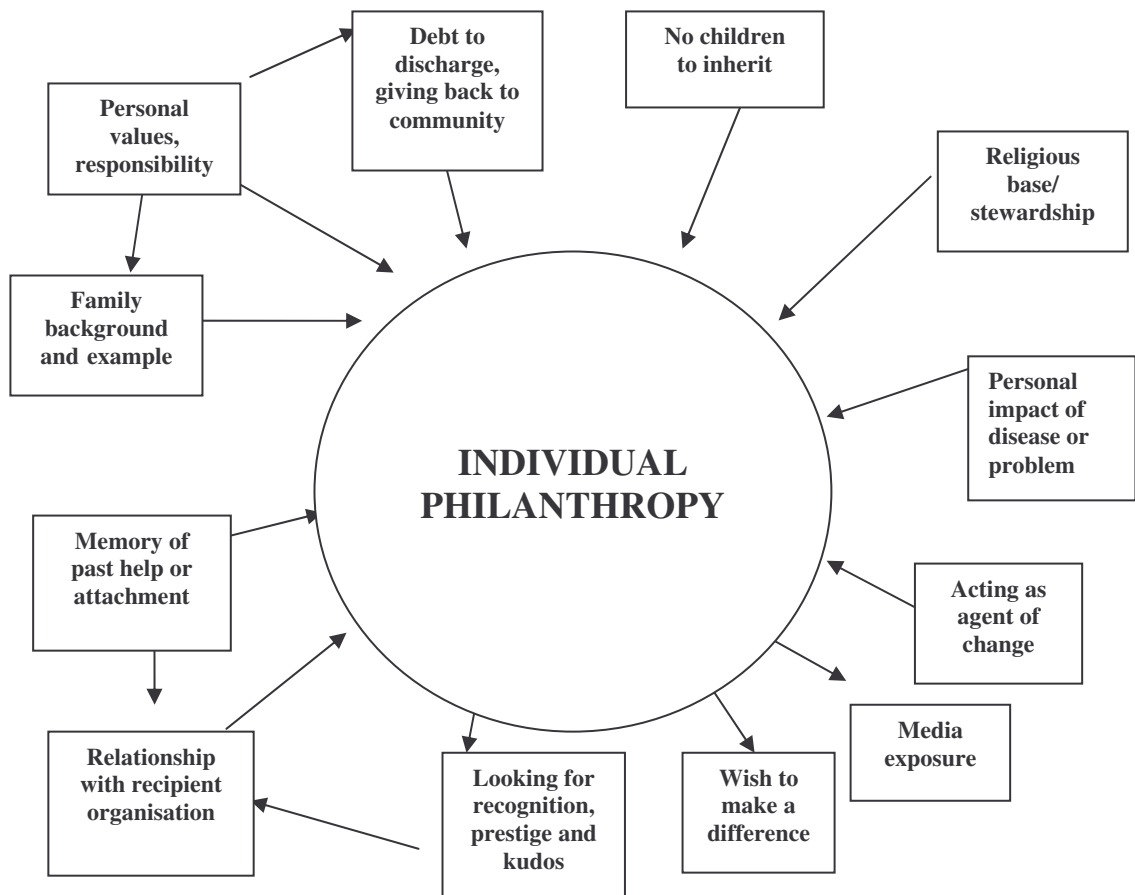 Debt to
discharge,
giving back to
community
No children
to inherit
Personal
values,
responsibility
Religious
base/
stewardship
Family
background
and example
Personal
impact of
disease or
problem
INDIVIDUAL
PHILANTHROPY
Memory of
past help or
attachment
Acting as
agent of
change
Media
exposure
Relationship
with recipient
organisation
Looking for
recognition,
prestige and
kudos
Wish to
make a
difference